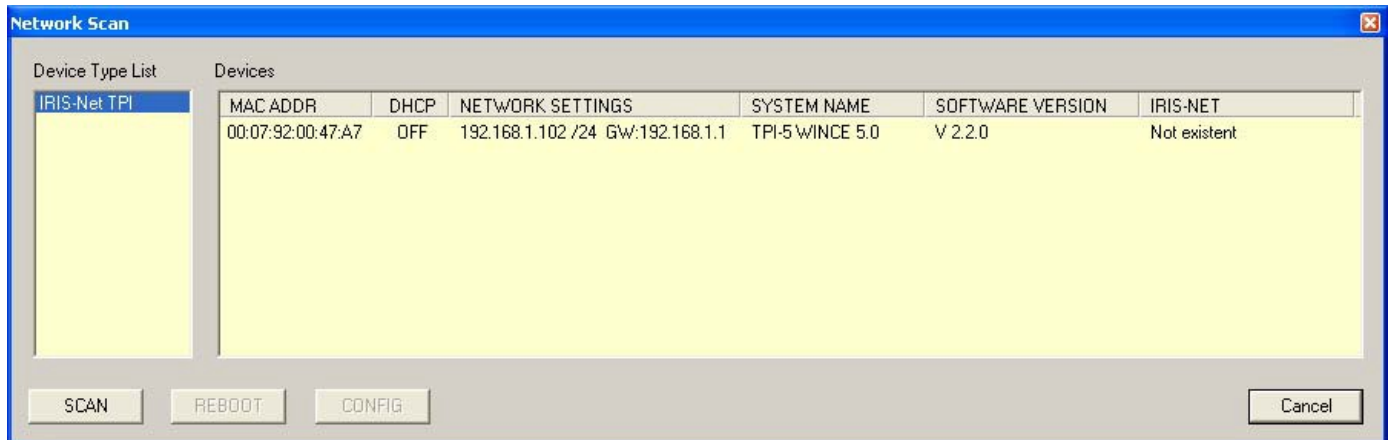 Network Scan
Device Type List Devices
IRIS-Net TPI
MAC ADDR DHCP NETWORK SETTINGS SYSTEM NAME SOFTWARE VERSION IRIS-NET
00:07:92:00:47:A7 OFF 192.168.1.102 /24 GW:192.168.1.1 TPI-5 WINCE 5.0 V 2.2.0 Not existent
SCAN REBOOT CONFIG Cancel